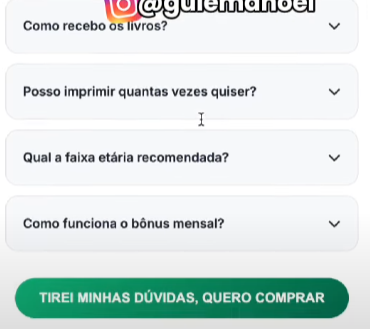 @guiemanoel
Como recebo os livros?
Posso imprimir quantas vezes quiser?
Qual a faixa etária recomendada?
Como funciona o bônus mensal?
TIREI MINHAS DÚVIDAS, QUERO COMPRAR